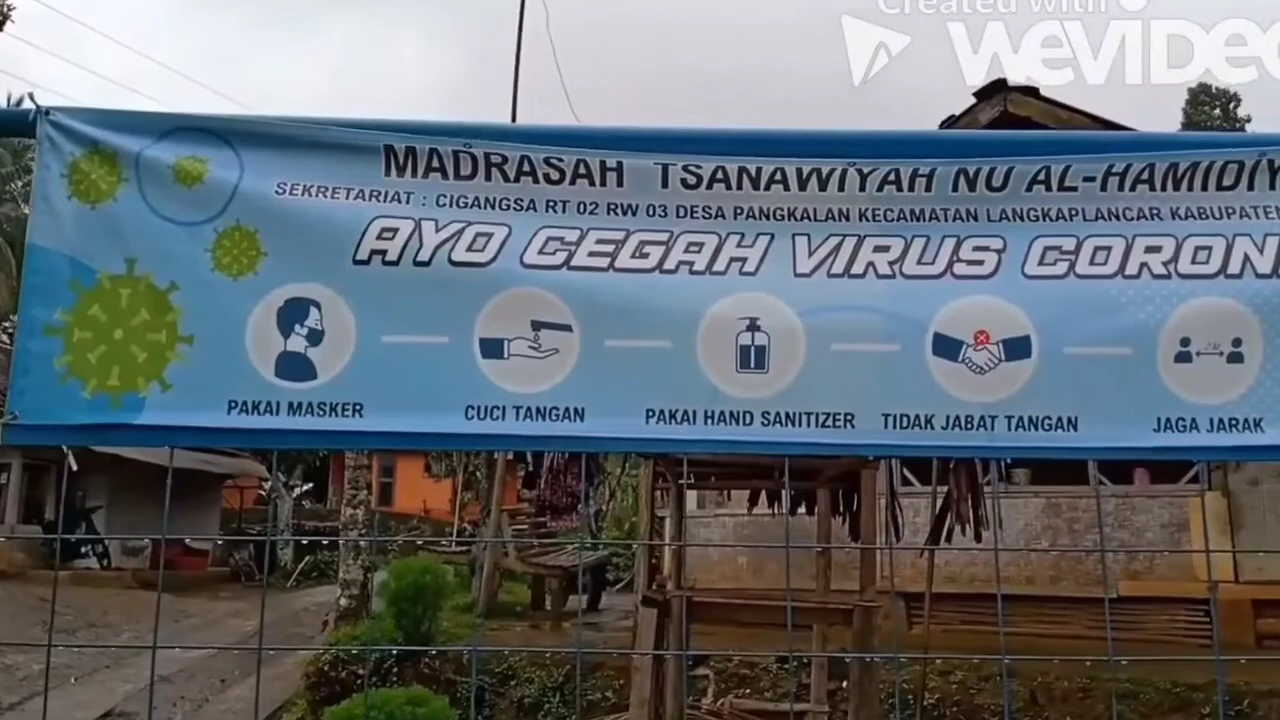 Created with
WEVIDEO
MADRASAH TSANAWIYAH NU AL-HAMIDIY
SEKRETARIAT : CIGANGSA RT 02 RW 03 DESA PANGKALAN KECAMATAN LANGKAPLANCAR KABUPATE
AYO CEGAH VIRUS CORON
PAKAI MASKER
CUCI TANGAN
PAKAI HAND SANITIZER
TIDAK JABAT TANGAN
JAGA JARAK